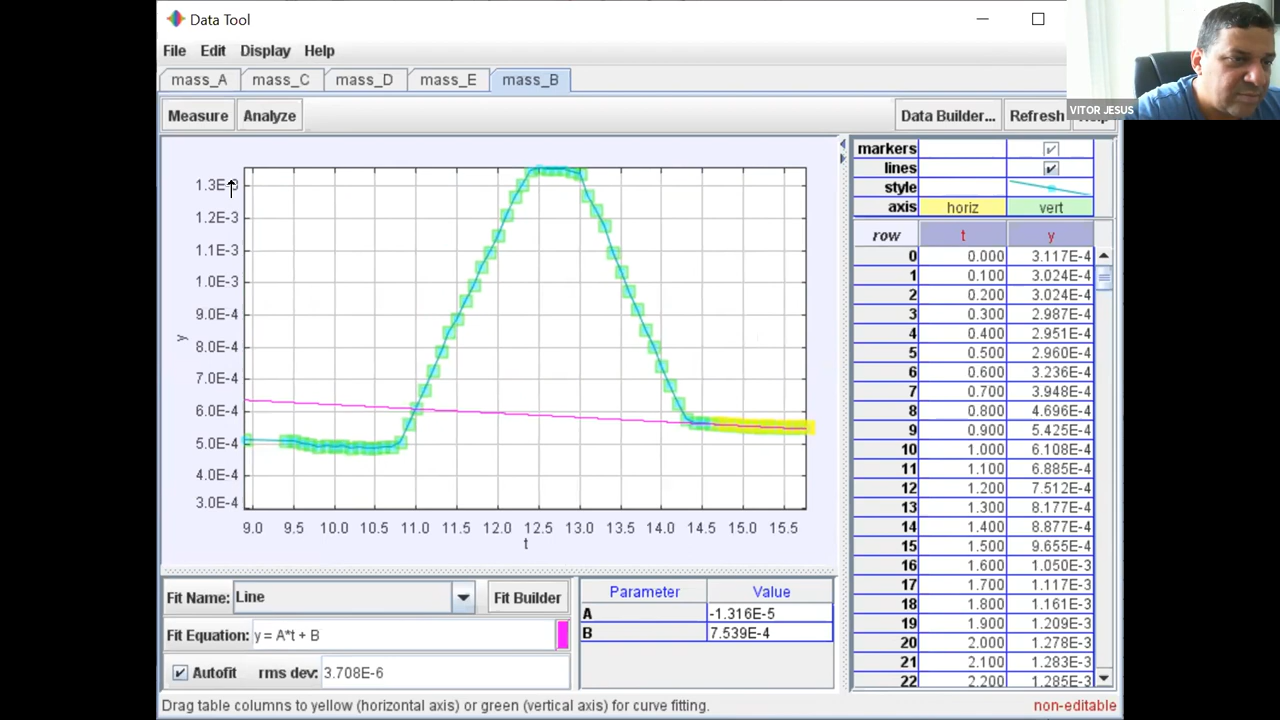 Data Tool
File Edit Display Help
mass_A mass_C mass_D mass_E mass_B
Measure Analyze Data Builder... Refresh Help
VITOR JESUS
1.3E-
1.2E-3
1.1E-3
1.0E-3
9.0E-4
8.0E-4
7.0E-4
6.0E-4
5.0E-4
4.0E-4
3.0E-4
y
9.0 9.5 10.0 10.5 11.0 11.5 12.0 12.5 13.0 13.5 14.0 14.5 15.0 15.5
t
markers
lines
style
axis horiz vert
row t y
0 0.000 3.117E-4
1 0.100 3.024E-4
2 0.200 3.024E-4
3 0.300 2.987E-4
4 0.400 2.951E-4
5 0.500 2.960E-4
6 0.600 3.236E-4
7 0.700 3.948E-4
8 0.800 4.696E-4
9 0.900 5.425E-4
10 1.000 6.108E-4
11 1.100 6.885E-4
12 1.200 7.512E-4
13 1.300 8.177E-4
14 1.400 8.877E-4
15 1.500 9.655E-4
16 1.600 1.050E-3
17 1.700 1.117E-3
18 1.800 1.161E-3
19 1.900 1.209E-3
20 2.000 1.278E-3
21 2.100 1.283E-3
22 2.200 1.285E-3
Fit Name: Line Fit Builder
Fit Equation: y = A*t + B
Autofit rms dev: 3.708E-6
Parameter Value
A -1.316E-5
B 7.539E-4
Drag table columns to yellow (horizontal axis) or green (vertical axis) for curve fitting. non-editable